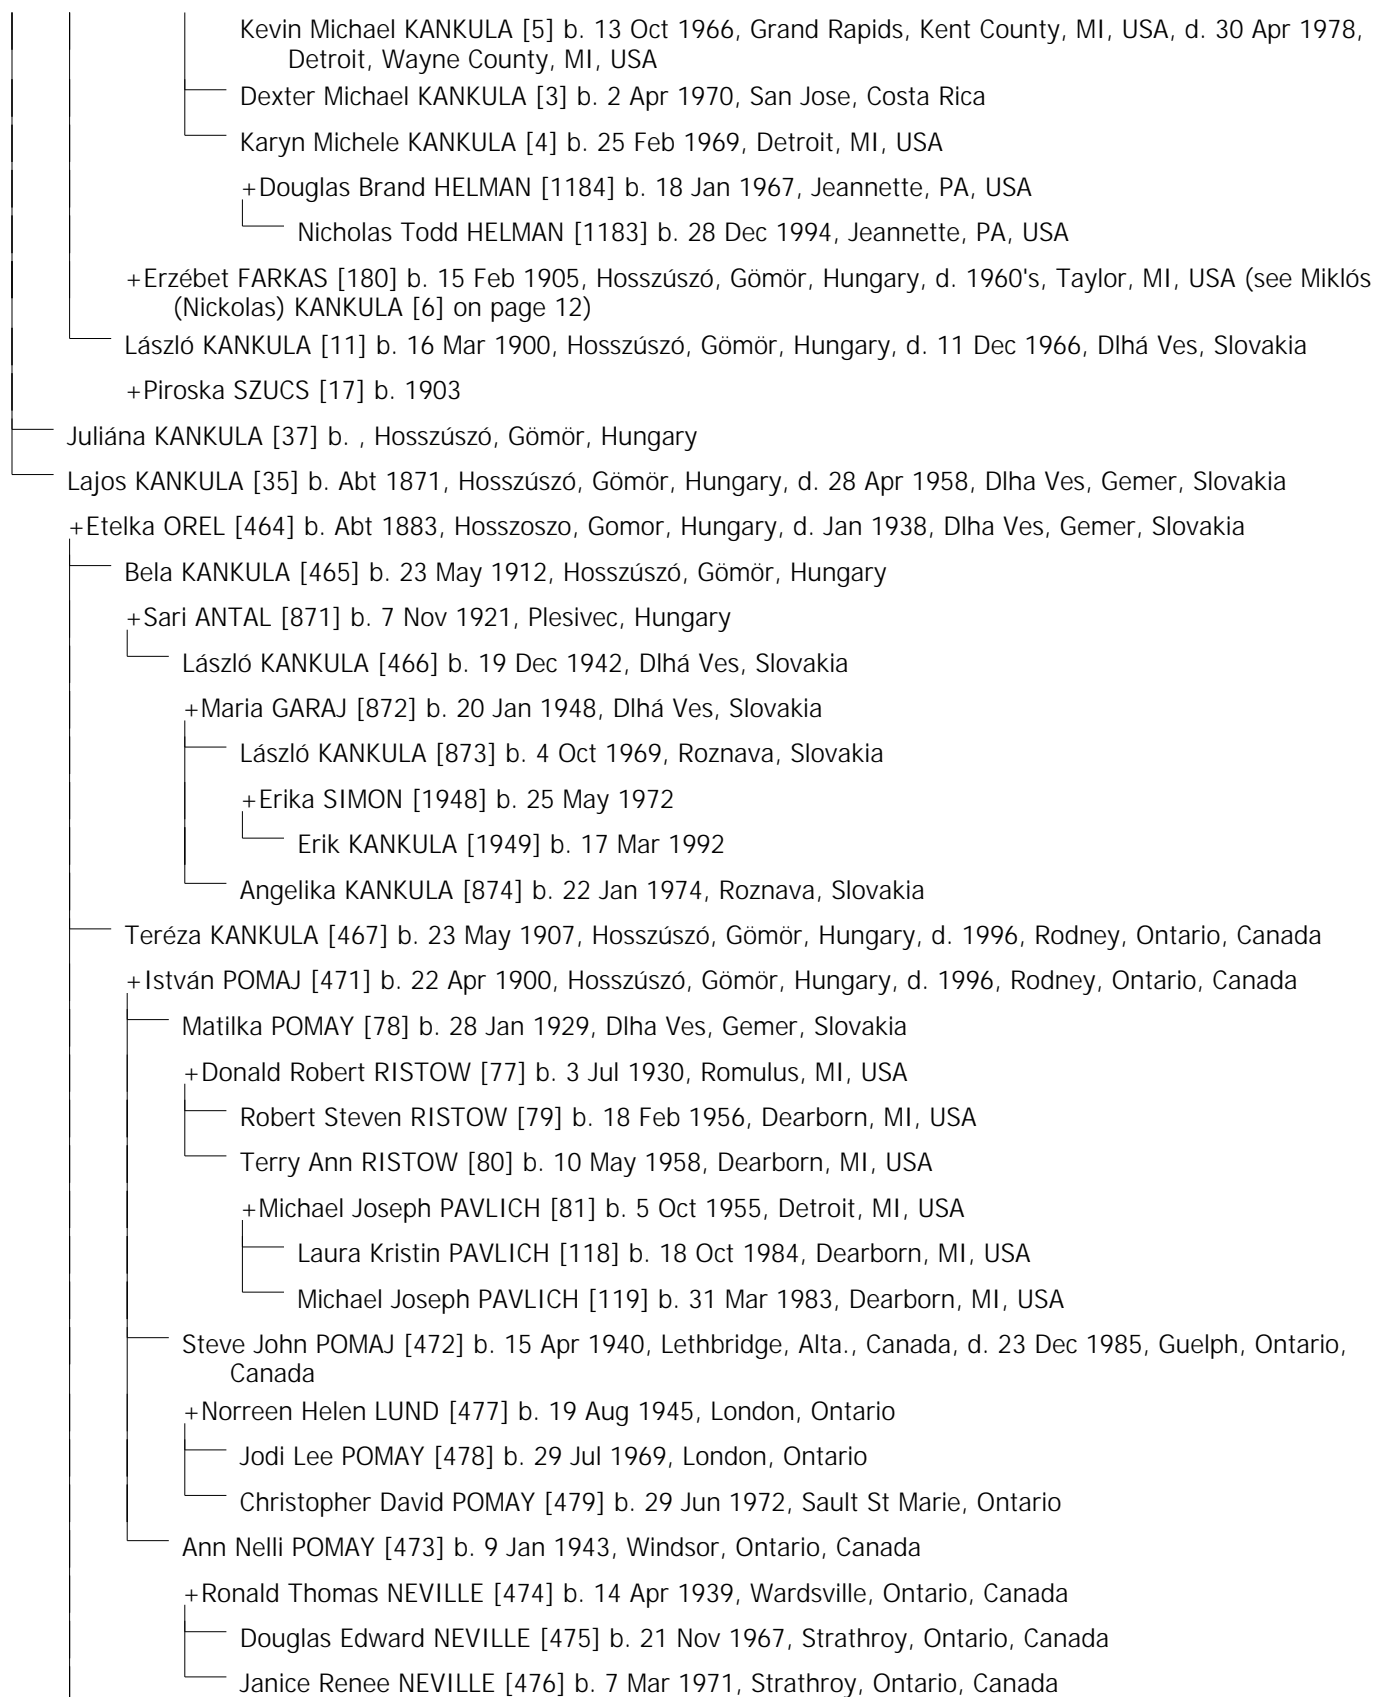 Kevin Michael KANKULA [5] b. 13 Oct 1966, Grand Rapids, Kent County, MI, USA, d. 30 Apr 1978,
Detroit, Wayne County, MI, USA
Dexter Michael KANKULA [3] b. 2 Apr 1970, San Jose, Costa Rica
Karyn Michele KANKULA [4] b. 25 Feb 1969, Detroit, MI, USA
+Douglas Brand HELMAN [1184] b. 18 Jan 1967, Jeannette, PA, USA
Nicholas Todd HELMAN [1183] b. 28 Dec 1994, Jeannette, PA, USA
+Erzébet FARKAS [180] b. 15 Feb 1905, Hosszúszó, Gömör, Hungary, d. 1960's, Taylor, MI, USA (see Miklós
(Nickolas) KANKULA [6] on page 12)
László KANKULA [11] b. 16 Mar 1900, Hosszúszó, Gömör, Hungary, d. 11 Dec 1966, Dlhá Ves, Slovakia
+Piroska SZUCS [17] b. 1903
Juliána KANKULA [37] b. , Hosszúszó, Gömör, Hungary
Lajos KANKULA [35] b. Abt 1871, Hosszúszó, Gömör, Hungary, d. 28 Apr 1958, Dlha Ves, Gemer, Slovakia
+Etelka OREL [464] b. Abt 1883, Hosszoszo, Gomor, Hungary, d. Jan 1938, Dlha Ves, Gemer, Slovakia
Bela KANKULA [465] b. 23 May 1912, Hosszúszó, Gömör, Hungary
+Sari ANTAL [871] b. 7 Nov 1921, Plesivec, Hungary
László KANKULA [466] b. 19 Dec 1942, Dlhá Ves, Slovakia
+Maria GARAJ [872] b. 20 Jan 1948, Dlhá Ves, Slovakia
László KANKULA [873] b. 4 Oct 1969, Roznava, Slovakia
+Erika SIMON [1948] b. 25 May 1972
Erik KANKULA [1949] b. 17 Mar 1992
Angelika KANKULA [874] b. 22 Jan 1974, Roznava, Slovakia
Teréza KANKULA [467] b. 23 May 1907, Hosszúszó, Gömör, Hungary, d. 1996, Rodney, Ontario, Canada
+István POMAJ [471] b. 22 Apr 1900, Hosszúszó, Gömör, Hungary, d. 1996, Rodney, Ontario, Canada
Matilka POMAY [78] b. 28 Jan 1929, Dlha Ves, Gemer, Slovakia
+Donald Robert RISTOW [77] b. 3 Jul 1930, Romulus, MI, USA
Robert Steven RISTOW [79] b. 18 Feb 1956, Dearborn, MI, USA
Terry Ann RISTOW [80] b. 10 May 1958, Dearborn, MI, USA
+Michael Joseph PAVLICH [81] b. 5 Oct 1955, Detroit, MI, USA
Laura Kristin PAVLICH [118] b. 18 Oct 1984, Dearborn, MI, USA
Michael Joseph PAVLICH [119] b. 31 Mar 1983, Dearborn, MI, USA
Steve John POMAJ [472] b. 15 Apr 1940, Lethbridge, Alta., Canada, d. 23 Dec 1985, Guelph, Ontario,
Canada
+Norreen Helen LUND [477] b. 19 Aug 1945, London, Ontario
Jodi Lee POMAY [478] b. 29 Jul 1969, London, Ontario
Christopher David POMAY [479] b. 29 Jun 1972, Sault St Marie, Ontario
Ann Nelli POMAY [473] b. 9 Jan 1943, Windsor, Ontario, Canada
+Ronald Thomas NEVILLE [474] b. 14 Apr 1939, Wardsville, Ontario, Canada
Douglas Edward NEVILLE [475] b. 21 Nov 1967, Strathroy, Ontario, Canada
Janice Renee NEVILLE [476] b. 7 Mar 1971, Strathroy, Ontario, Canada